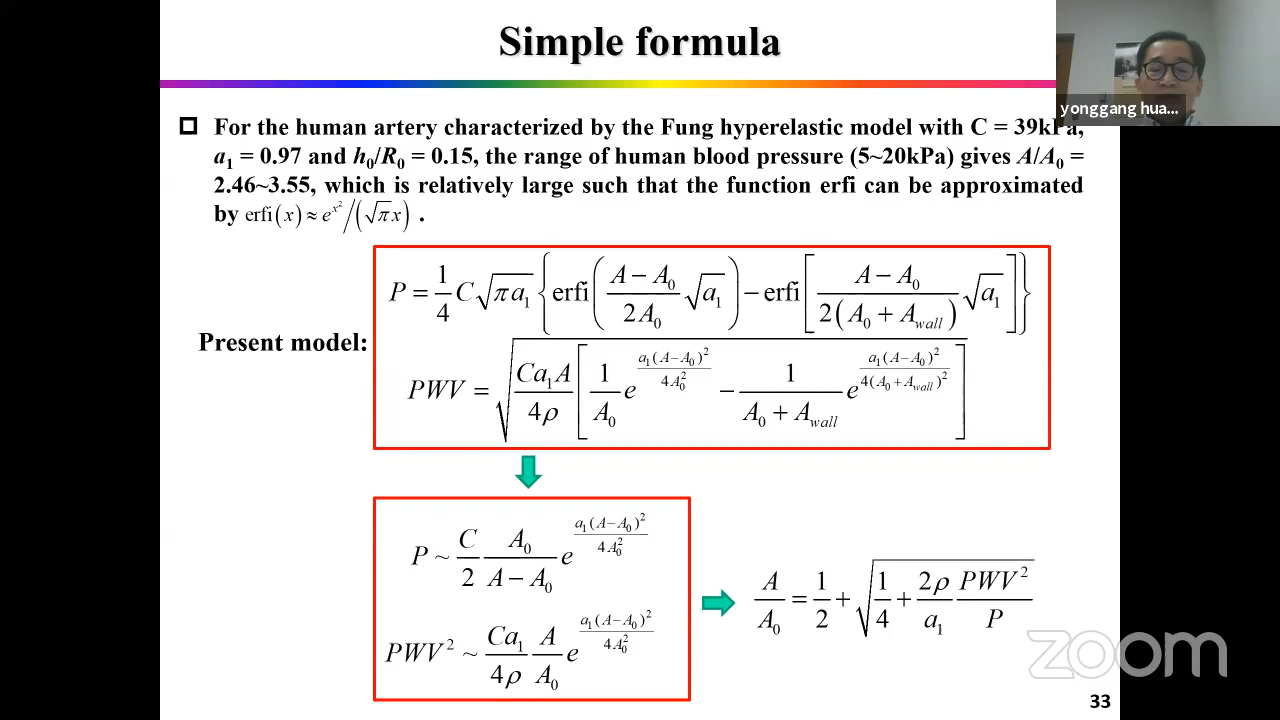 Simple formula
yonggang hua...
For the human artery characterized by the Fung hyperelastic model with C = 39kPa,
a₁ = 0.97 and h₀/R₀ = 0.15, the range of human blood pressure (5~20kPa) gives A/A₀ =
2.46~3.55, which is relatively large such that the function erfi can be approximated
by erfi(x) ≈ e^{x²}/(√π x) .
Present model:
P = 1/4 C√(πa₁) {erfi((A − A₀)/(2A₀) √a₁) − erfi[(A − A₀)/(2(A₀ + A_wall)) √a₁]}
PWV = √(Ca₁A/4ρ [1/A₀ e^{a₁(A−A₀)²/4A₀²} − 1/(A₀ + A_wall) e^{a₁(A−A₀)²/4(A₀+A_wall)²}])
P ~ C/2 A₀/(A − A₀) e^{a₁(A−A₀)²/4A₀²}
PWV² ~ Ca₁/4ρ A/A₀ e^{a₁(A−A₀)²/4A₀²}
A/A₀ = 1/2 + √(1/4 + 2ρ/a₁ PWV²/P)
zoom
33